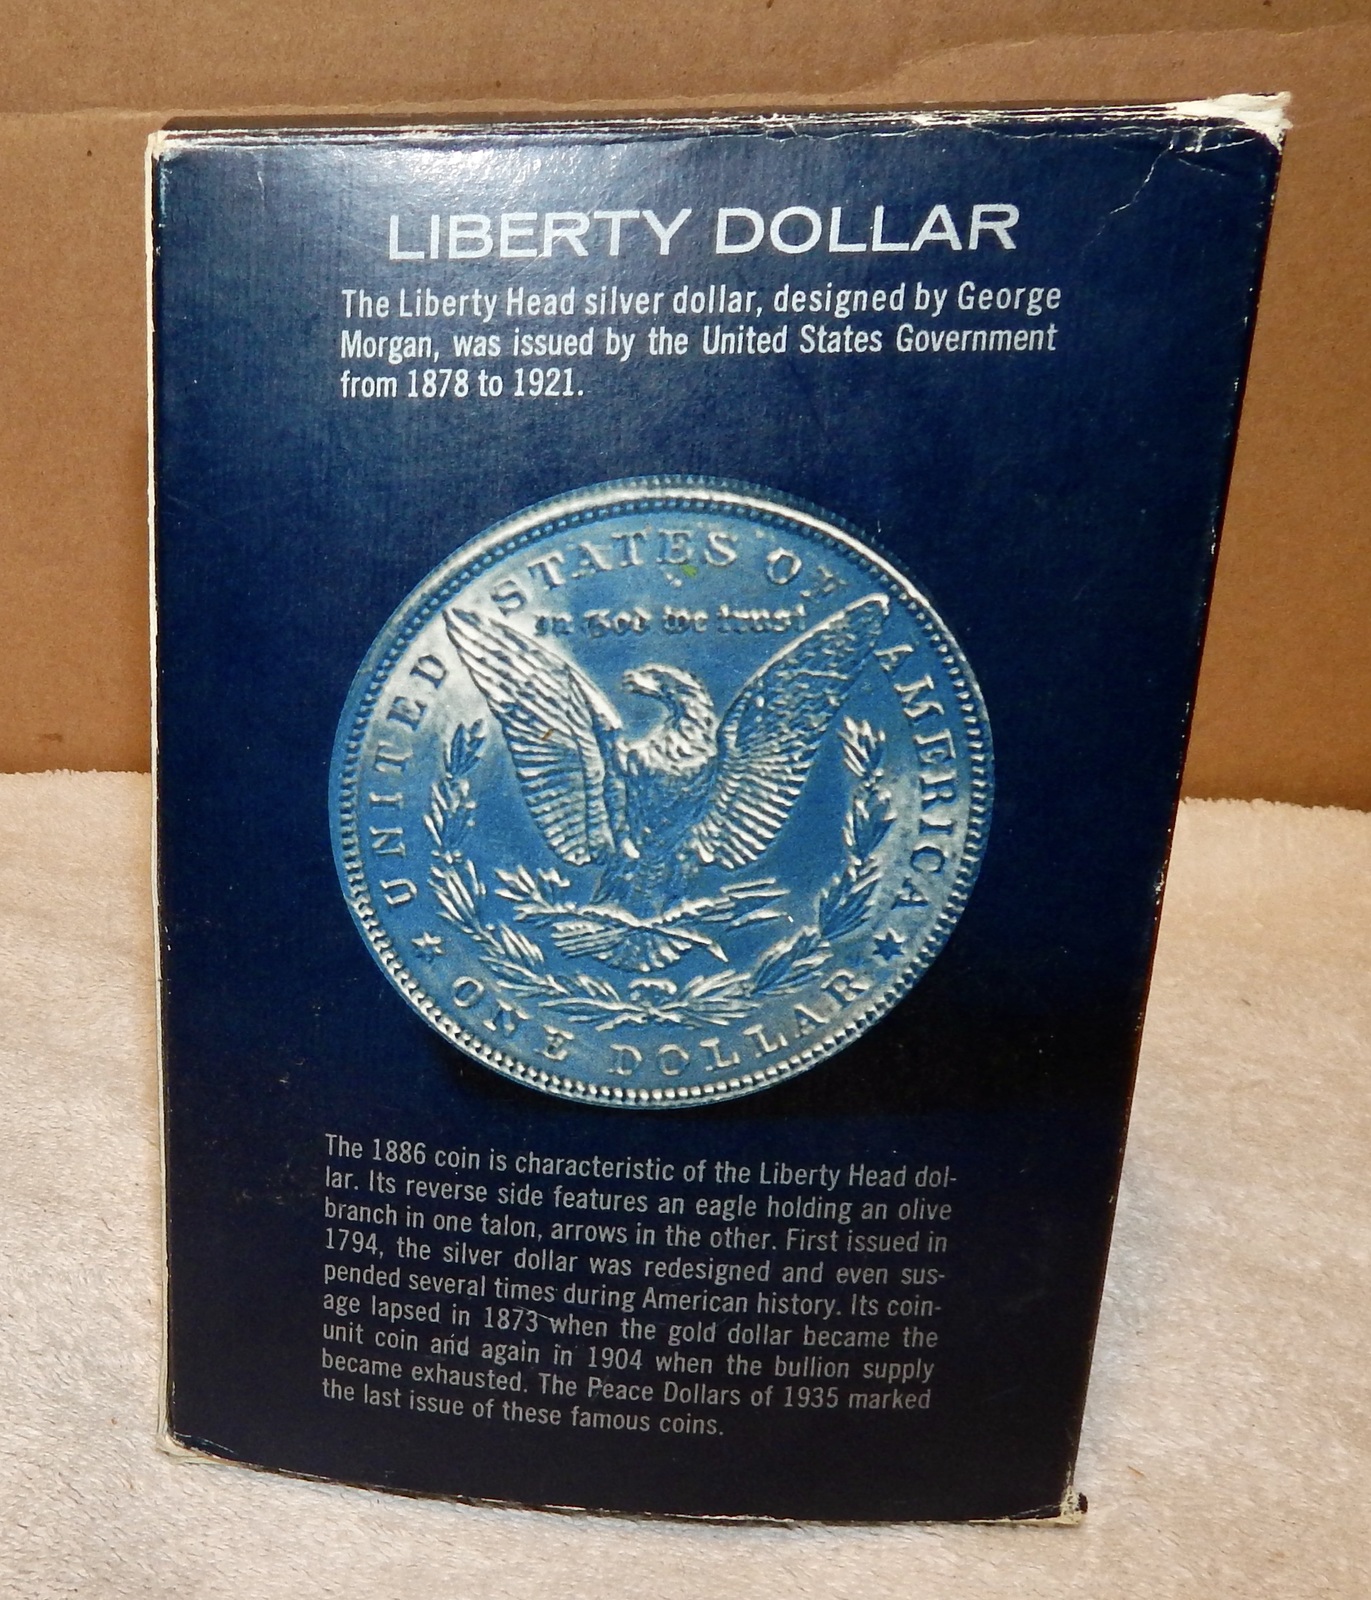 LIBERTY DOLLAR
The Liberty Head silver dollar, designed by George
Morgan, was issued by the United States Government
from 1878 to 1921.
UNITED STATES OF AMERICA
In God we trust
ONE DOLLAR
The 1886 coin is characteristic of the Liberty Head dol-
lar. Its reverse side features an eagle holding an olive
branch in one talon, arrows in the other. First issued in
1794, the silver dollar was redesigned and even sus-
pended several times during American history. Its coin-
age lapsed in 1873 when the gold dollar became the
unit coin and again in 1904 when the bullion supply
became exhausted. The Peace Dollars of 1935 marked
the last issue of these famous coins.